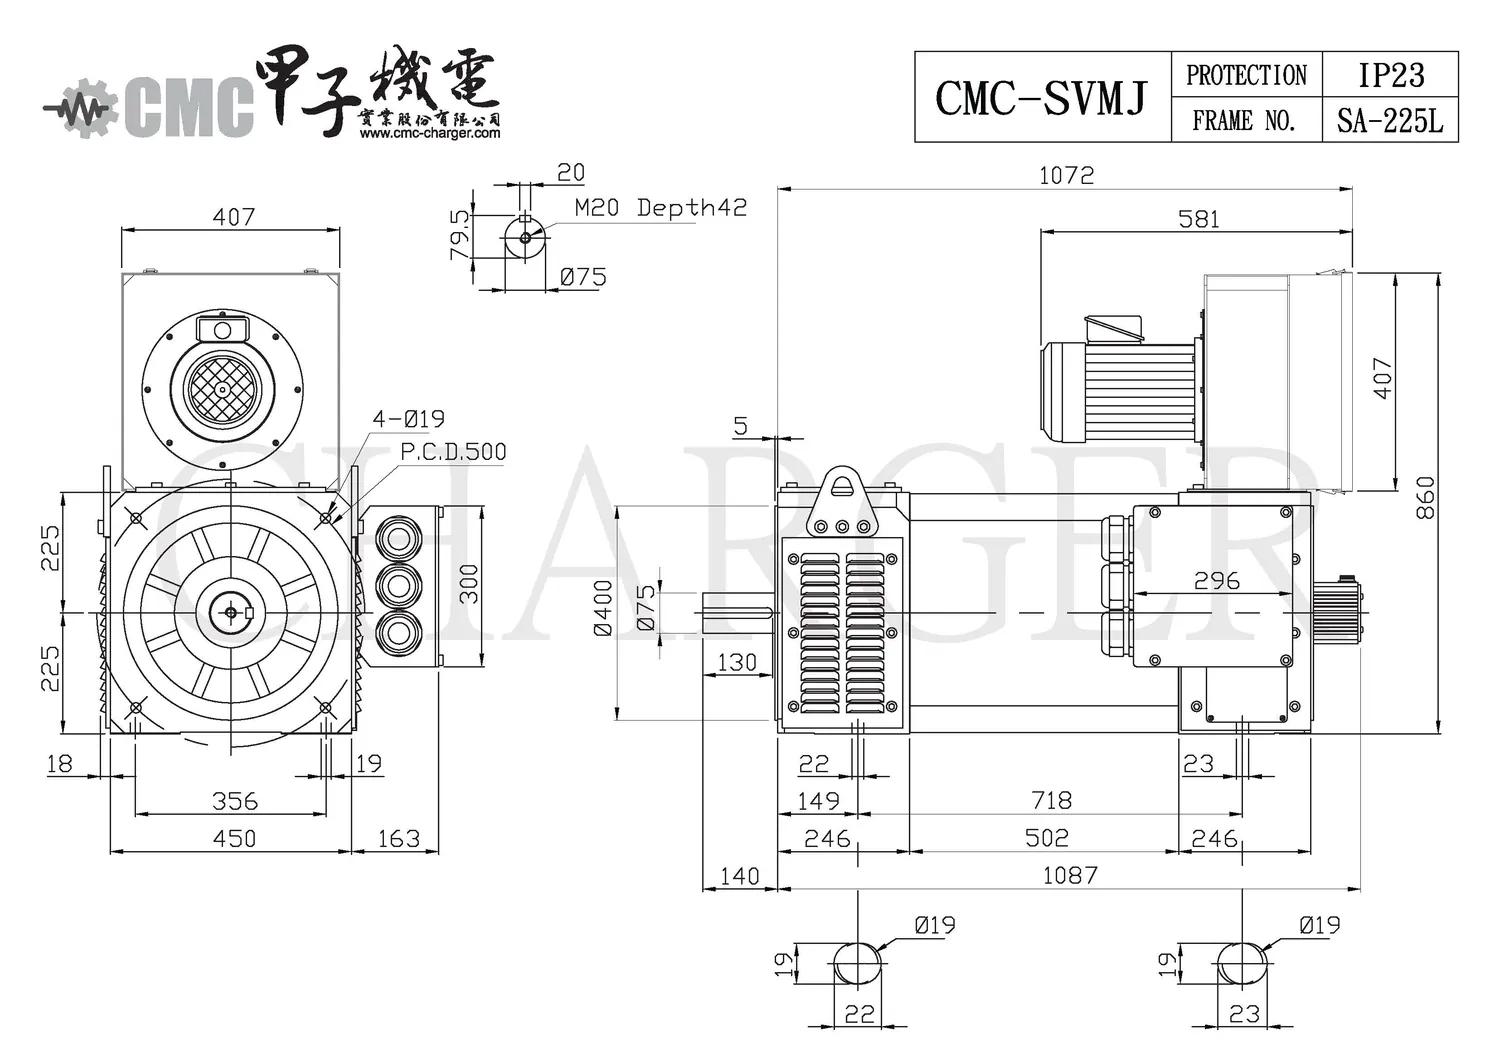 CMC 甲子機電
實業股份有限公司
www.cmc-charger.com
CMC-SVMJ
PROTECTION IP23
FRAME NO. SA-225L
20
M20 Depth42
79.5
Ø75
407
1072
581
4-Ø19
P.C.D.500
5
407
860
225
225
300
Ø400
Ø75
296
130
18
19
22
23
356
149
718
450
163
246
502
246
140
1087
CHARGER
Ø19
19
22
Ø19
19
23